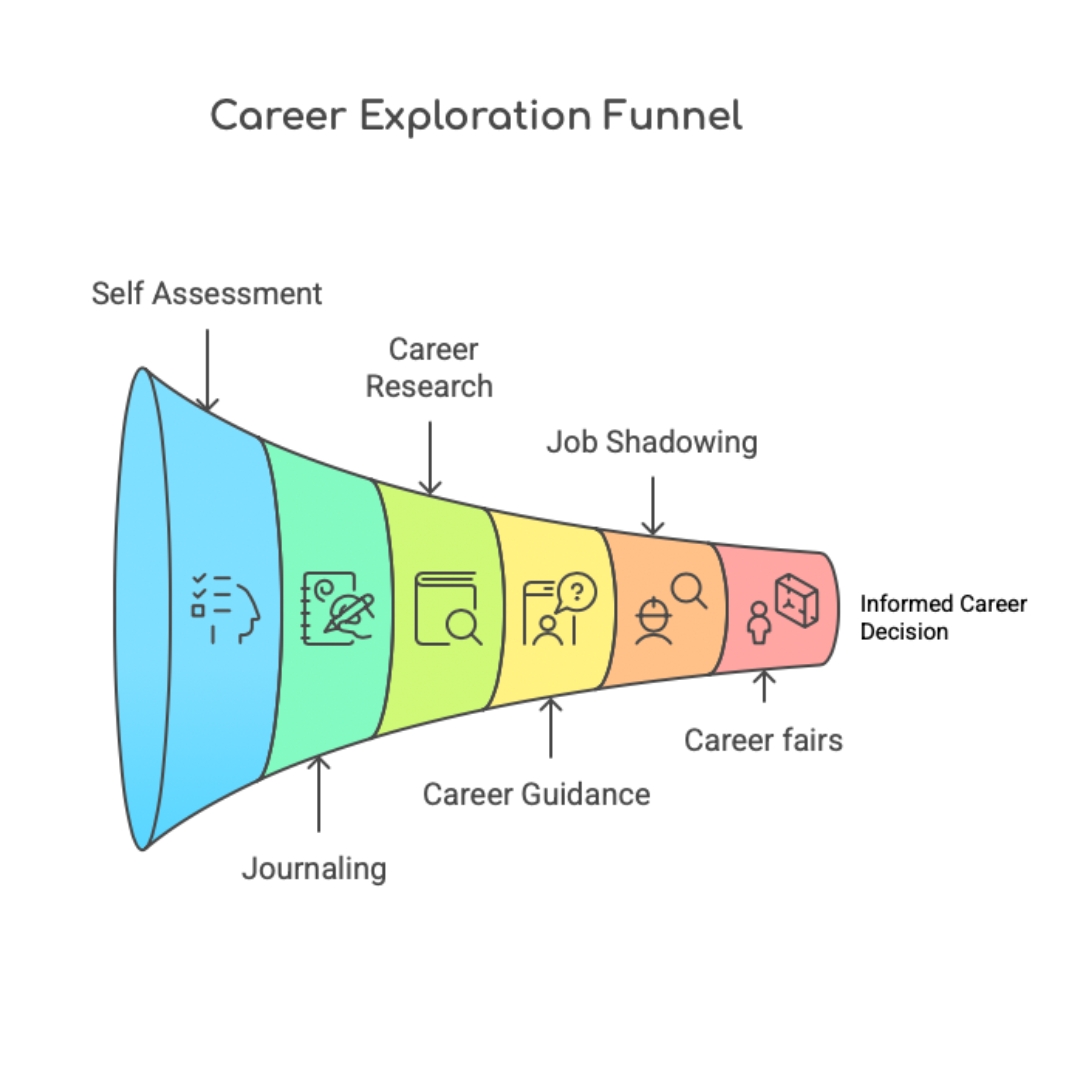 Career Exploration Funnel
Self Assessment
Career
Research
Job Shadowing
Informed Career
Decision
Career fairs
Career Guidance
Journaling
?